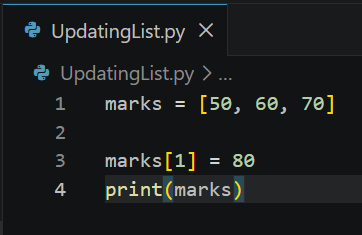 UpdatingList.py ×
UpdatingList.py > ...
1 marks = [50, 60, 70]
2
3 marks[1] = 80
4 print(marks)